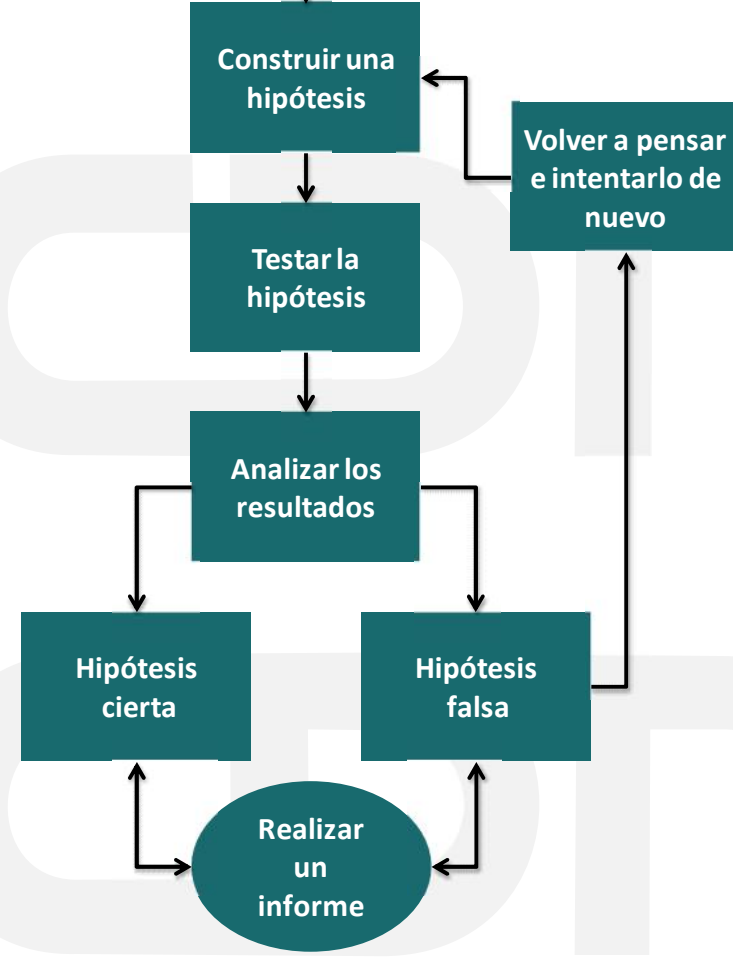 Construir una
hipótesis
Volver a pensar
e intentarlo de
nuevo
Testar la
hipótesis
Analizar los
resultados
Hipótesis
cierta
Hipótesis
falsa
Realizar
un
informe